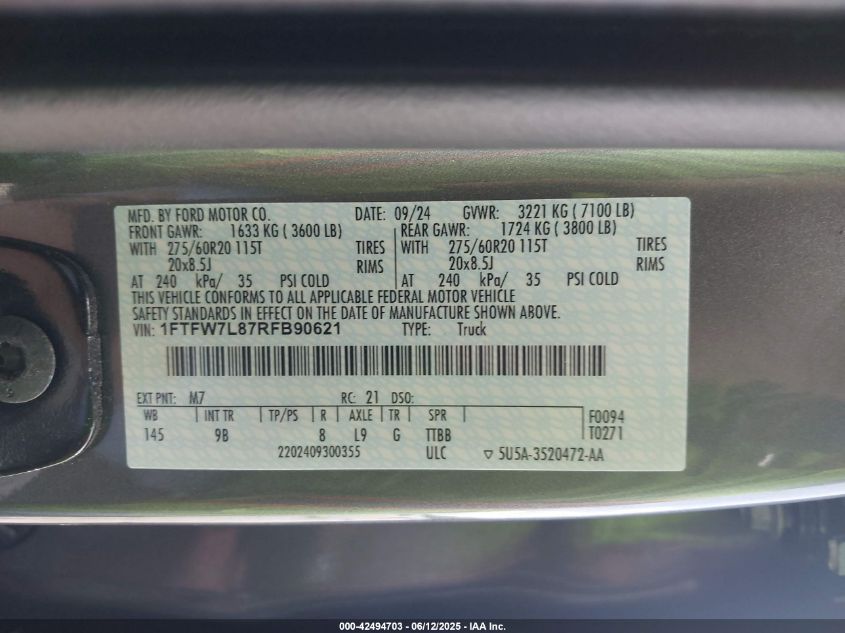 MFD. BY FORD MOTOR CO. DATE: 09/24 GVWR: 3221 KG ( 7100 LB)
FRONT GAWR: 1633 KG ( 3600 LB) REAR GAWR: 1724 KG ( 3800 LB)
WITH 275/60R20 115T TIRES WITH 275/60R20 115T TIRES
20x8.5J RIMS 20x8.5J RIMS
AT 240 kPa/ 35 PSI COLD AT 240 kPa/ 35 PSI COLD
THIS VEHICLE CONFORMS TO ALL APPLICABLE FEDERAL MOTOR VEHICLE
SAFETY STANDARDS IN EFFECT ON THE DATE OF MANUFACTURE SHOWN ABOVE.
VIN: 1FTFW7L87RFB90621 TYPE: Truck
EXT PNT: M7 RC: 21 DSO:
WB INT TR TP/PS R AXLE TR SPR F0094
145 9B 8 L9 G TTBB T0271
2202409300355 ULC ▽ 5U5A-3520472-AA
000-42494703 - 06/12/2025 - IAA Inc.